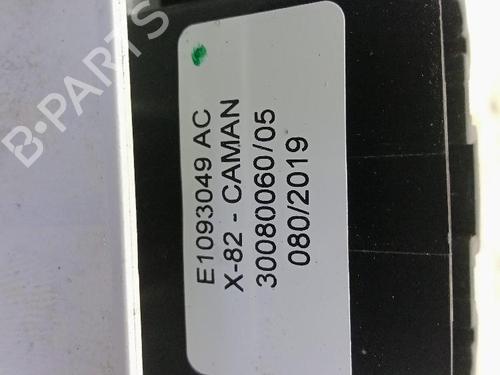 B-PARTS
E1093049 AC
X-82 - CAMAN
30080060/05
080/2019